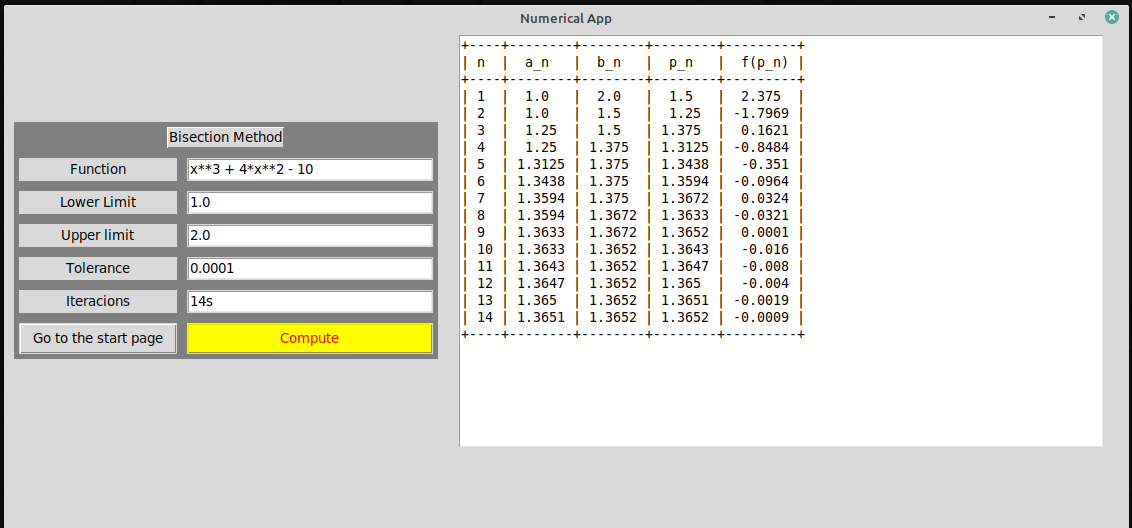 Numerical App
Bisection Method
Function x**3 + 4*x**2 - 10
Lower Limit 1.0
Upper limit 2.0
Tolerance 0.0001
Iteracions 14s
Go to the start page Compute
+----+--------+--------+--------+---------+
| n | a_n | b_n | p_n | f(p_n) |
+----+--------+--------+--------+---------+
| 1 | 1.0 | 2.0 | 1.5 | 2.375 |
| 2 | 1.0 | 1.5 | 1.25 | -1.7969 |
| 3 | 1.25 | 1.5 | 1.375 | 0.1621 |
| 4 | 1.25 | 1.375 | 1.3125 | -0.8484 |
| 5 | 1.3125 | 1.375 | 1.3438 | -0.351 |
| 6 | 1.3438 | 1.375 | 1.3594 | -0.0964 |
| 7 | 1.3594 | 1.375 | 1.3672 | 0.0324 |
| 8 | 1.3594 | 1.3672 | 1.3633 | -0.0321 |
| 9 | 1.3633 | 1.3672 | 1.3652 | 0.0001 |
| 10 | 1.3633 | 1.3652 | 1.3643 | -0.016 |
| 11 | 1.3643 | 1.3652 | 1.3647 | -0.008 |
| 12 | 1.3647 | 1.3652 | 1.365 | -0.004 |
| 13 | 1.365 | 1.3652 | 1.3651 | -0.0019 |
| 14 | 1.3651 | 1.3652 | 1.3652 | -0.0009 |
+----+--------+--------+--------+---------+